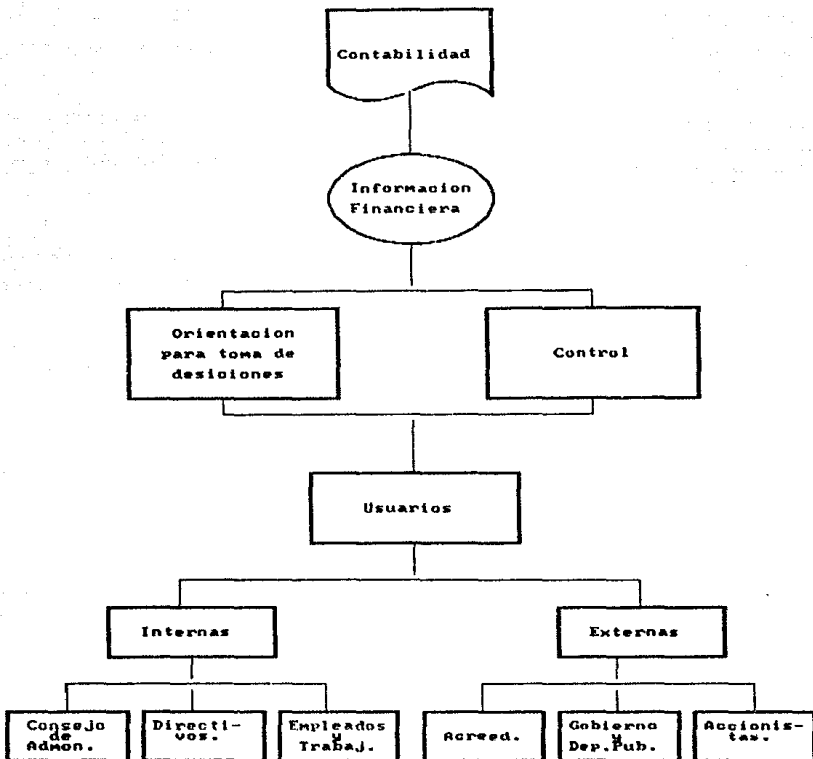 Contabilidad
Informacion
Financiera
Orientacion
para toma de
desiciones
Control
Usuarios
Internas
Externas
Consejo
de
Admon.
Directi-
vos.
Empleados
y
Trabaj.
Acreed.
Gobierno
y
Dep.Pub.
Accionis-
tas.